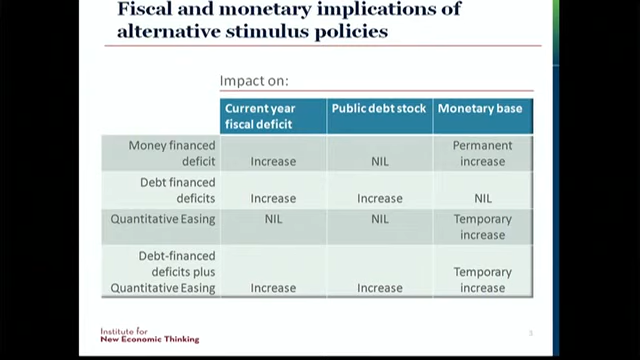 Fiscal and monetary implications of
alternative stimulus policies
Impact on:
Current year Public debt stock Monetary base
fiscal deficit
Money financed Permanent
deficit Increase NIL increase
Debt financed
deficits Increase Increase NIL
Quantitative Easing NIL NIL Temporary
increase
Debt-financed
deficits plus Temporary
Quantitative Easing Increase Increase increase
Institute for
New Economic Thinking
3